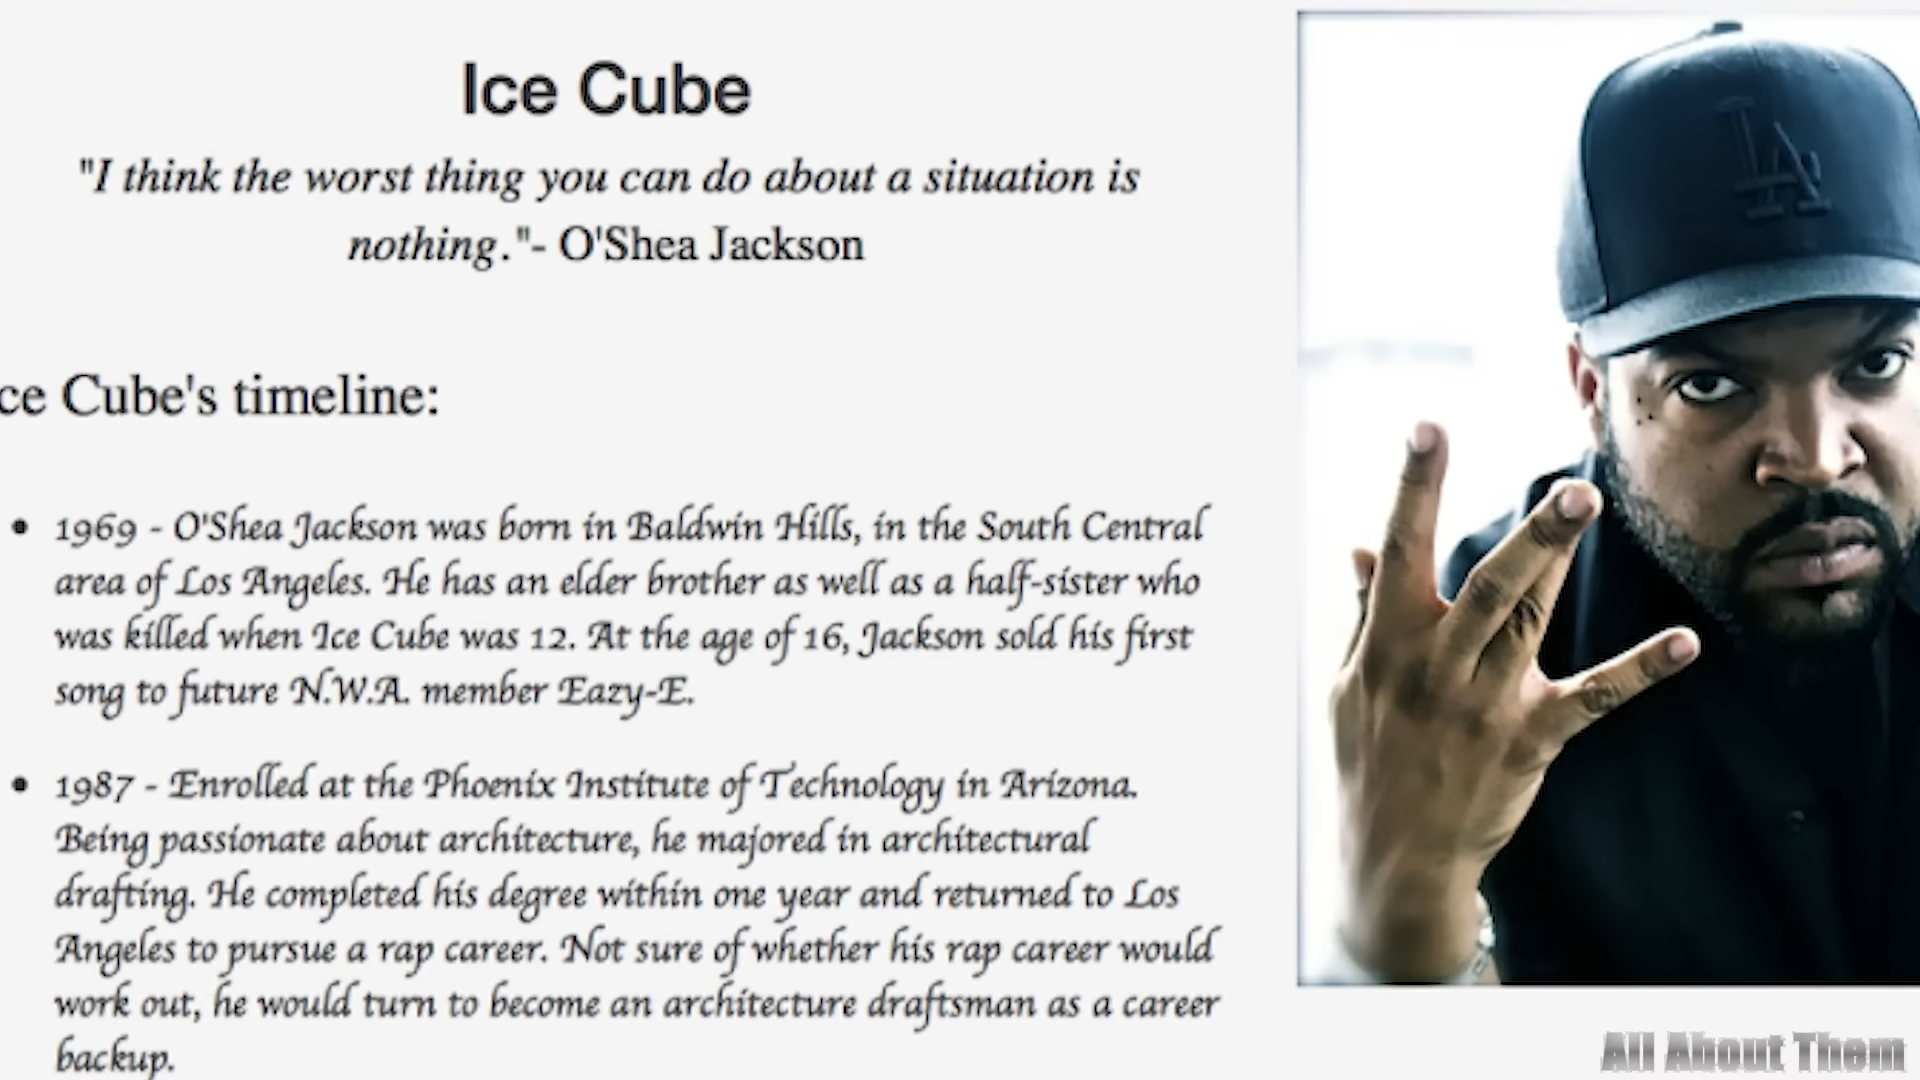 Ice Cube
"I think the worst thing you can do about a situation is
nothing."- O'Shea Jackson
ce Cube's timeline:
• 1969 - O'Shea Jackson was born in Baldwin Hills, in the South Central
area of Los Angeles. He has an elder brother as well as a half-sister who
was killed when Ice Cube was 12. At the age of 16, Jackson sold his first
song to future N.W.A. member Eazy-E.
• 1987 - Enrolled at the Phoenix Institute of Technology in Arizona.
Being passionate about architecture, he majored in architectural
drafting. He completed his degree within one year and returned to Los
Angeles to pursue a rap career. Not sure of whether his rap career would
work out, he would turn to become an architecture draftsman as a career
backup.
LA
All About Them